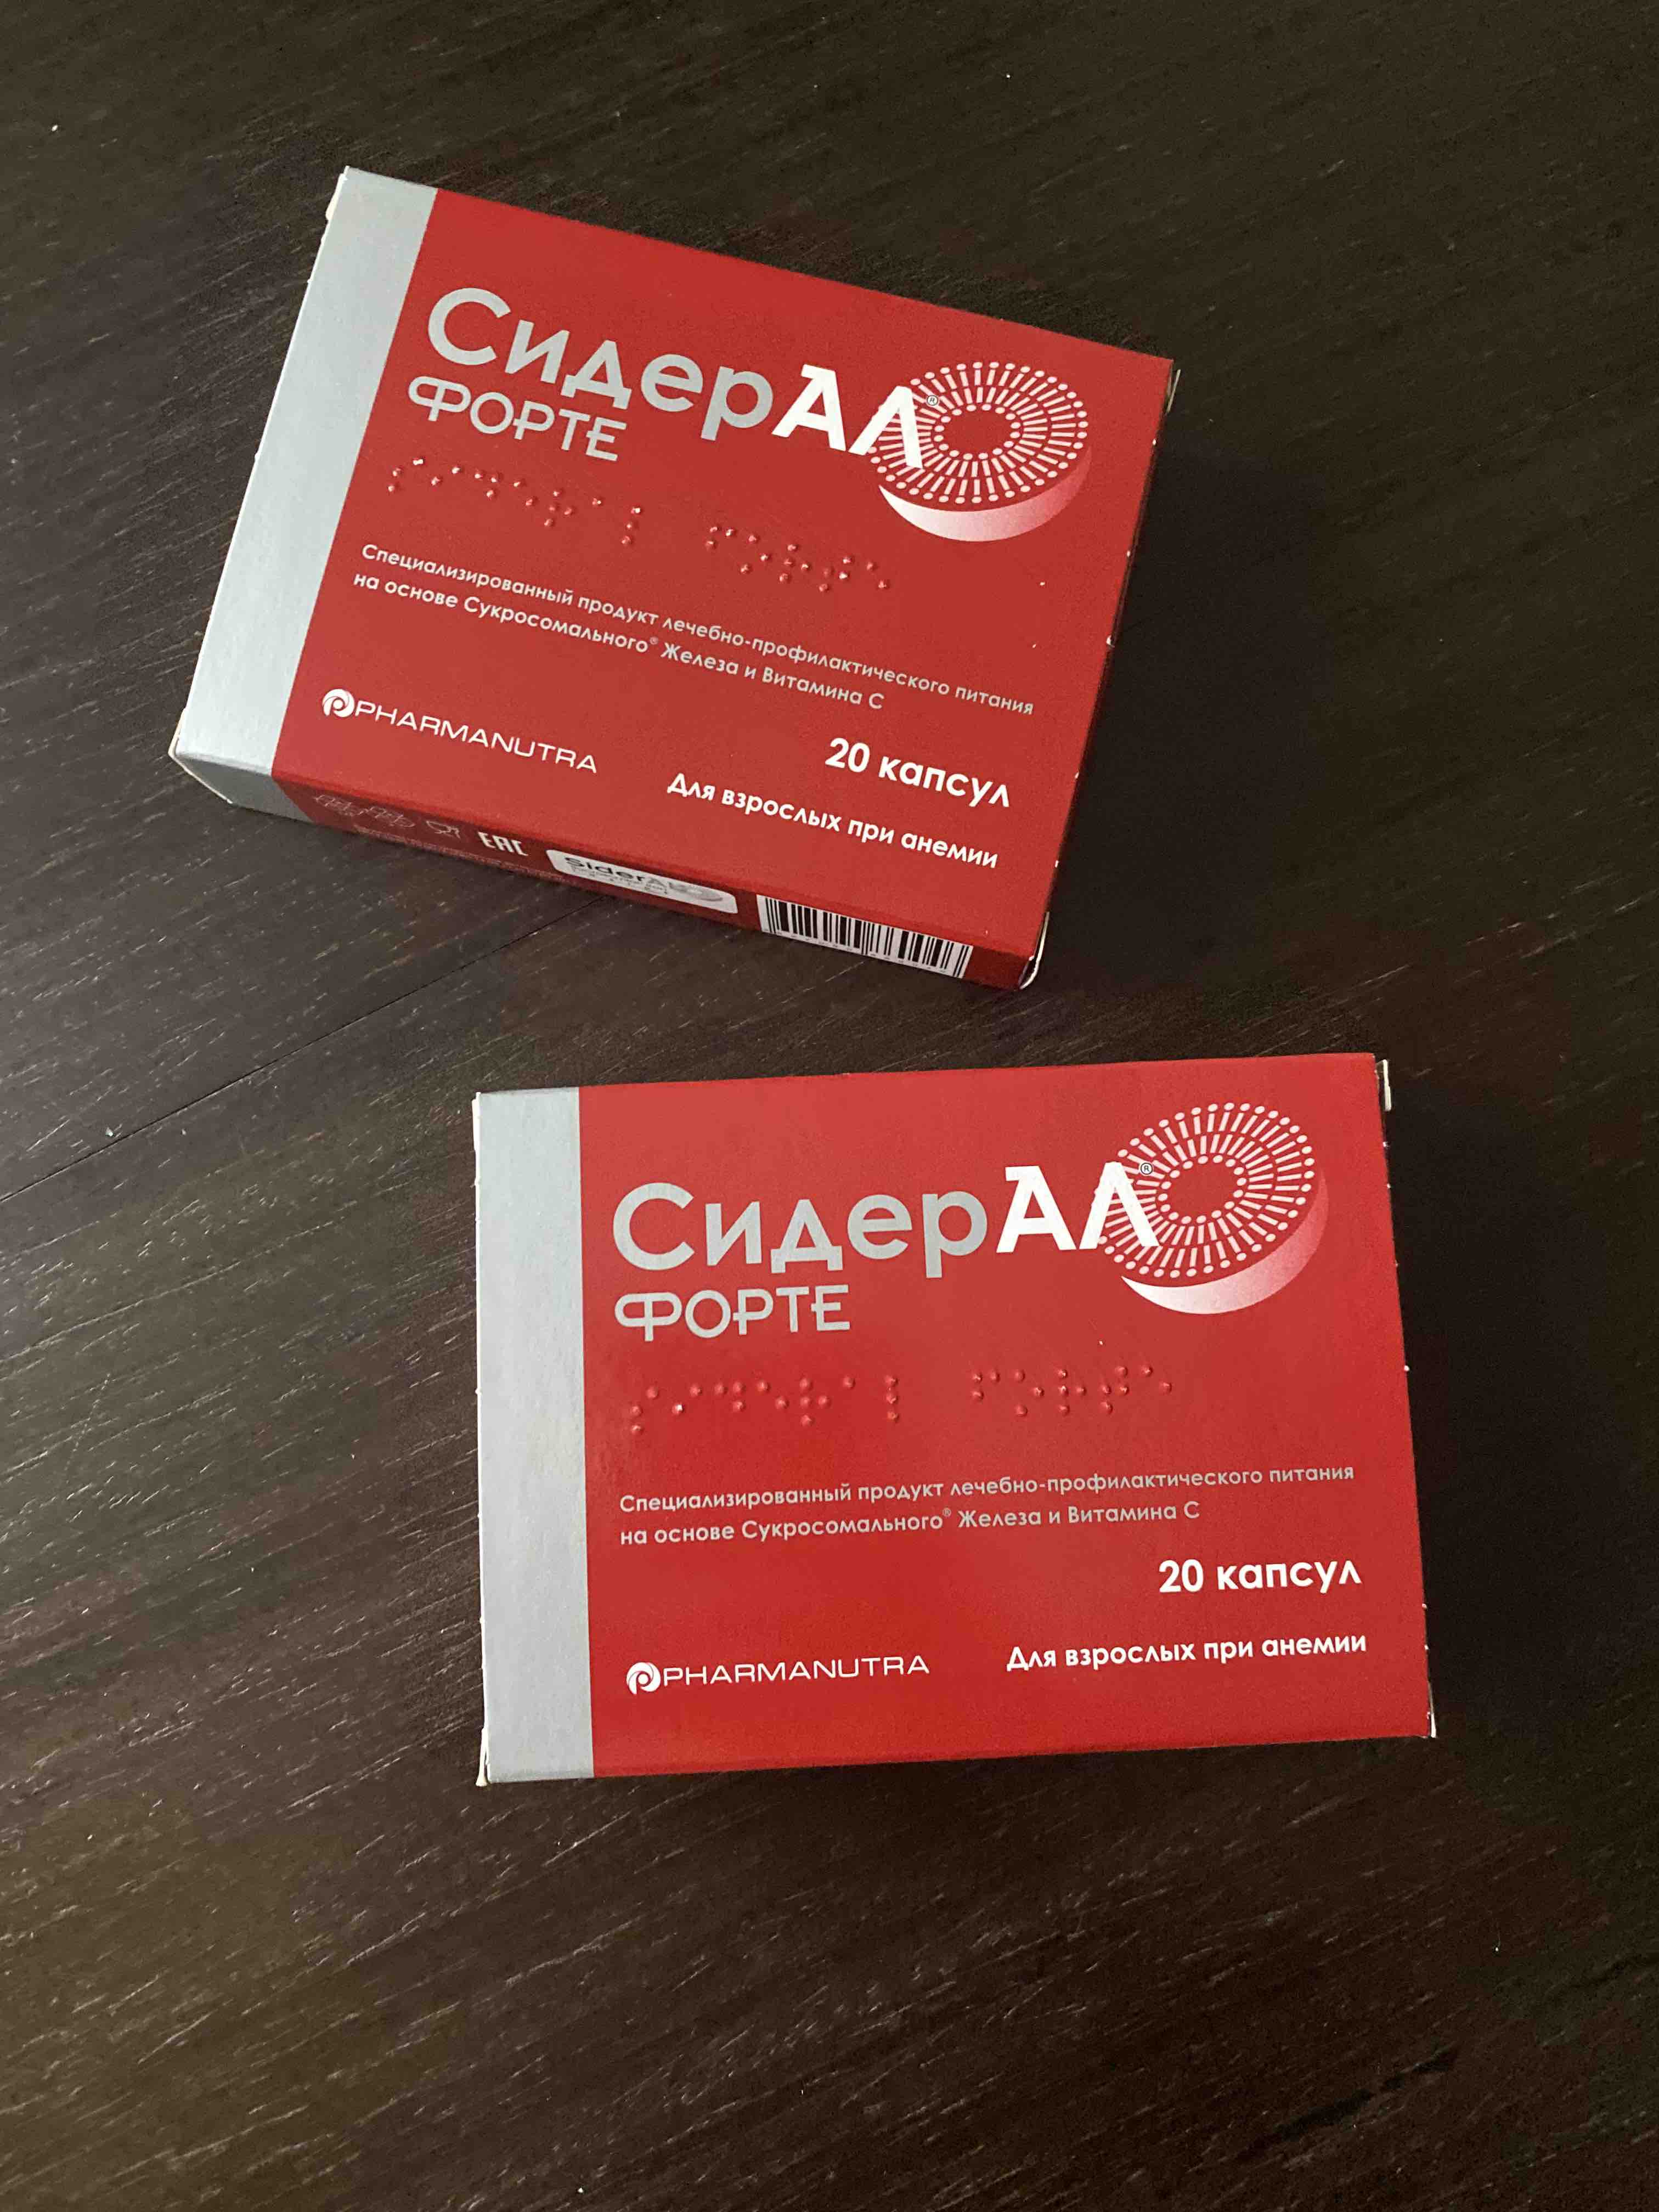 СидерАЛ®
ФОРТЕ
Специализированный продукт лечебно-профилактического питания
на основе Сукросомального® Железа и Витамина С
PHARMANUTRA
20 капсул
Для взрослых при анемии
EAC
SiderAL
СидерАЛ®
ФОРТЕ
Специализированный продукт лечебно-профилактического питания
на основе Сукросомального® Железа и Витамина С
20 капсул
PHARMANUTRA
Для взрослых при анемии